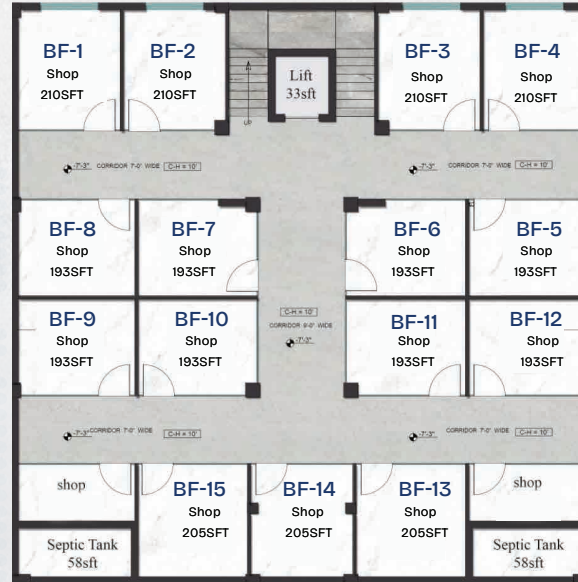 BF-1
Shop
210SFT
BF-2
Shop
210SFT
Lift
33sft
UP
BF-3
Shop
210SFT
BF-4
Shop
210SFT
-7'-3" CORRIDOR 7'-0" WIDE C-H = 10'
-7'-3" CORRIDOR 7'-0" WIDE C-H = 10'
BF-8
Shop
193SFT
BF-7
Shop
193SFT
BF-6
Shop
193SFT
BF-5
Shop
193SFT
BF-9
Shop
193SFT
BF-10
Shop
193SFT
C-H = 10'
CORRIDOR 9'-0" WIDE
-7'-3"
BF-11
Shop
193SFT
BF-12
Shop
193SFT
-7'-3" CORRIDOR 7'-0" WIDE C-H = 10'
-7'-3" CORRIDOR 7'-0" WIDE C-H = 10'
shop
BF-15
Shop
205SFT
BF-14
Shop
205SFT
BF-13
Shop
205SFT
shop
Septic Tank
58sft
Septic Tank
58sft